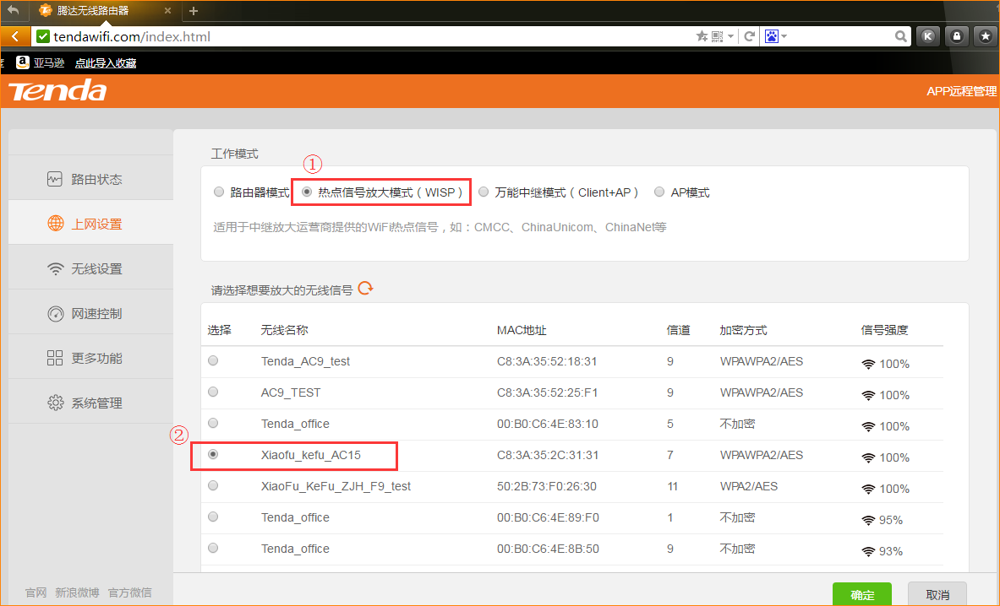 腾达无线路由器
tendawifi.com/index.html
K
亚马逊 点此导入收藏
Tenda
APP远程管理
路由状态
上网设置
无线设置
网速控制
更多功能
系统管理
官网 新浪微博 官方微信
工作模式
①
路由器模式 热点信号放大模式（WISP） 万能中继模式（Client+AP） AP模式
适用于中继放大运营商提供的WiFi热点信号，如：CMCC、ChinaUnicom、ChinaNet等
请选择想要放大的无线信号
选择 无线名称 MAC地址 信道 加密方式 信号强度
Tenda_AC9_test C8:3A:35:52:18:31 9 WPAWPA2/AES 100%
AC9_TEST C8:3A:35:52:25:F1 9 WPAWPA2/AES 100%
Tenda_office 00:B0:C6:4E:83:10 5 不加密 100%
②
Xiaofu_kefu_AC15 C8:3A:35:2C:31:31 7 WPAWPA2/AES 100%
XiaoFu_KeFu_ZJH_F9_test 50:2B:73:F0:26:30 11 WPA2/AES 100%
Tenda_office 00:B0:C6:4E:89:F0 1 不加密 95%
Tenda_office 00:B0:C6:4E:8B:50 9 不加密 93%
确定 取消